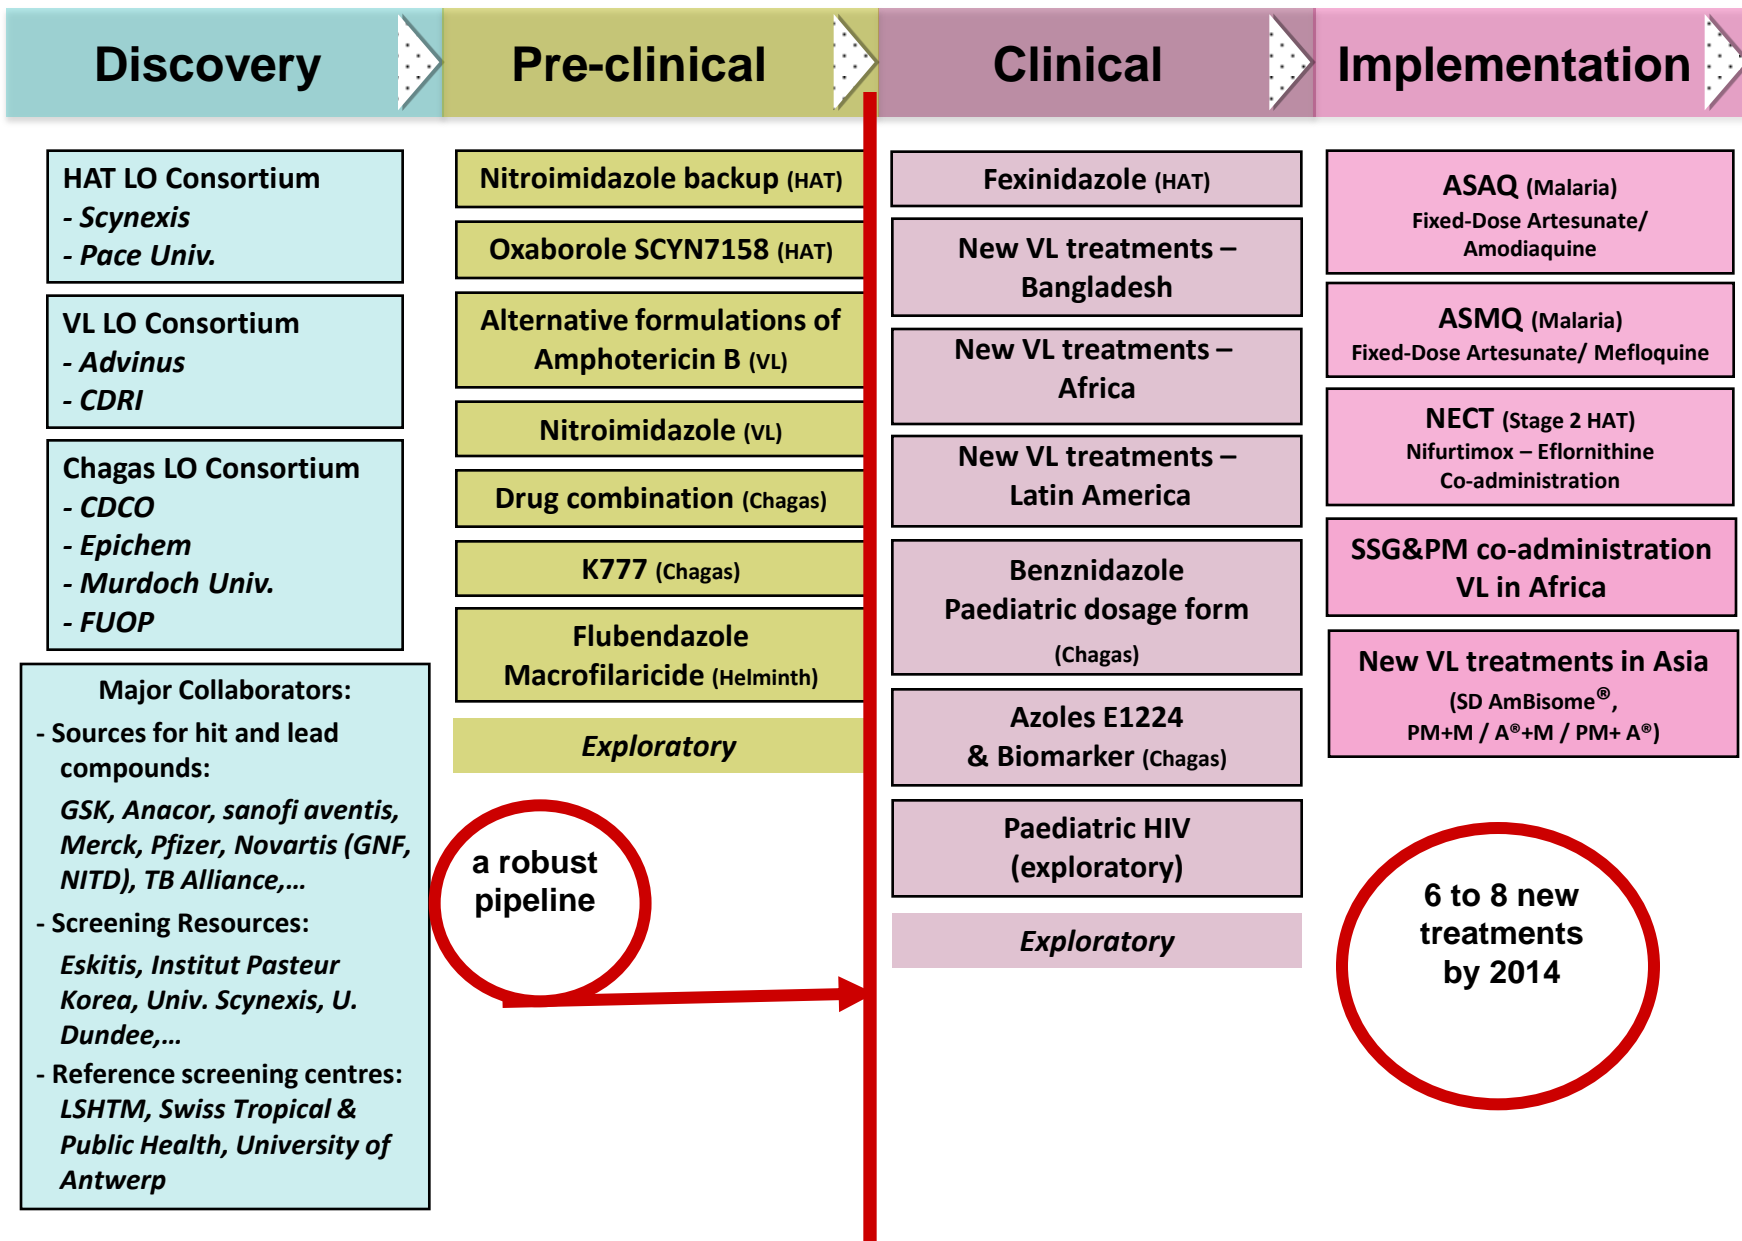 Discovery
Pre-clinical
Clinical
Implementation
HAT LO Consortium
- Scynexis
- Pace Univ.
VL LO Consortium
- Advinus
- CDRI
Chagas LO Consortium
- CDCO
- Epichem
- Murdoch Univ.
- FUOP
Major Collaborators:
- Sources for hit and lead
compounds:
GSK, Anacor, sanofi aventis,
Merck, Pfizer, Novartis (GNF,
NITD), TB Alliance,...
- Screening Resources:
Eskitis, Institut Pasteur
Korea, Univ. Scynexis, U.
Dundee,...
- Reference screening centres:
LSHTM, Swiss Tropical &
Public Health, University of
Antwerp
Nitroimidazole backup (HAT)
Oxaborole SCYN7158 (HAT)
Alternative formulations of
Amphotericin B (VL)
Nitroimidazole (VL)
Drug combination (Chagas)
K777 (Chagas)
Flubendazole
Macrofilaricide (Helminth)
Exploratory
a robust
pipeline
Fexinidazole (HAT)
New VL treatments –
Bangladesh
New VL treatments –
Africa
New VL treatments –
Latin America
Benznidazole
Paediatric dosage form
(Chagas)
Azoles E1224
& Biomarker (Chagas)
Paediatric HIV
(exploratory)
Exploratory
ASAQ (Malaria)
Fixed-Dose Artesunate/
Amodiaquine
ASMQ (Malaria)
Fixed-Dose Artesunate/ Mefloquine
NECT (Stage 2 HAT)
Nifurtimox – Eflornithine
Co-administration
SSG&PM co-administration
VL in Africa
New VL treatments in Asia
(SD AmBisome®,
PM+M / A®+M / PM+ A®)
6 to 8 new
treatments
by 2014